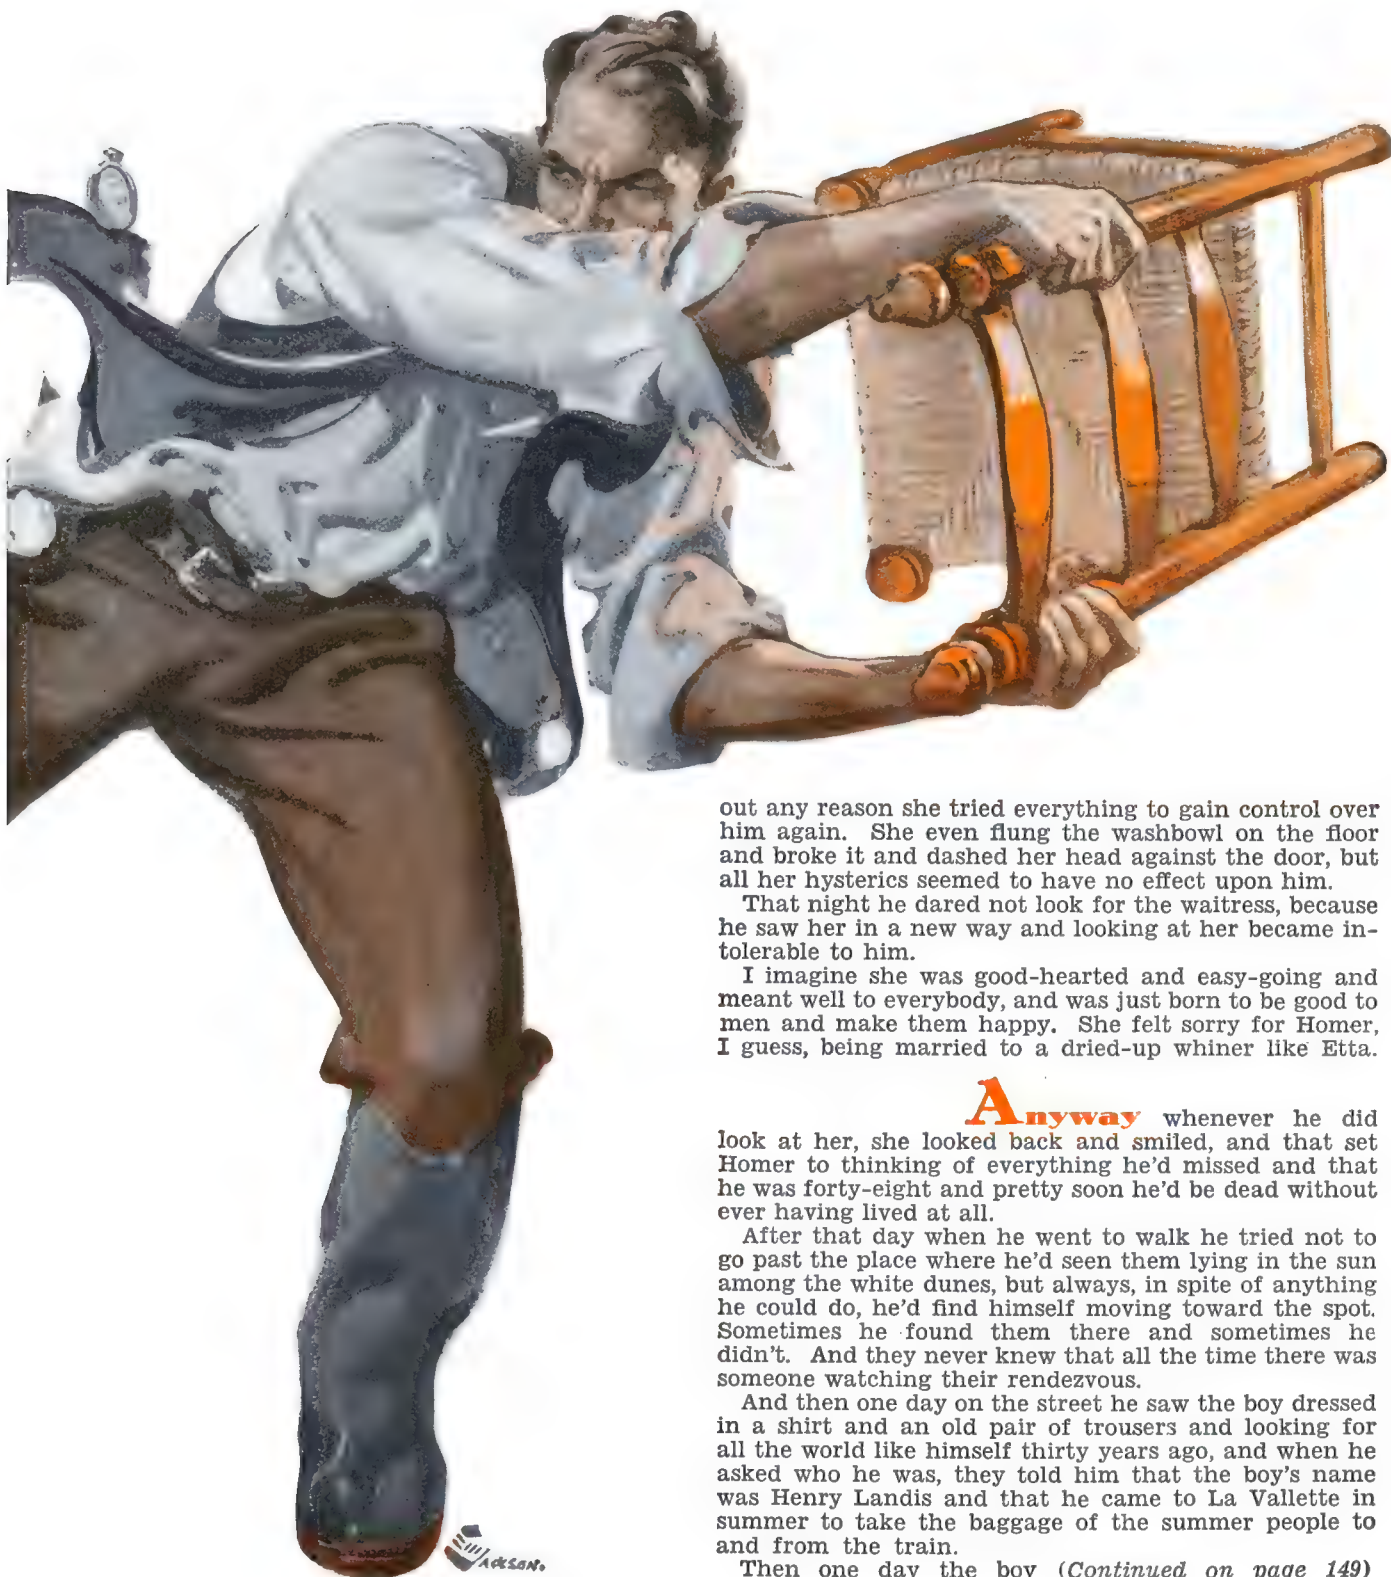 out any reason she tried everything to gain control over
him again. She even flung the washbowl on the floor
and broke it and dashed her head against the door, but
all her hysterics seemed to have no effect upon him.
That night he dared not look for the waitress, because
he saw her in a new way and looking at her became in-
tolerable to him.
I imagine she was good-hearted and easy-going and
meant well to everybody, and was just born to be good to
men and make them happy. She felt sorry for Homer,
I guess, being married to a dried-up whiner like Etta.
Anyway whenever he did
look at her, she looked back and smiled, and that set
Homer to thinking of everything he'd missed and that
he was forty-eight and pretty soon he'd be dead without
ever having lived at all.
After that day when he went to walk he tried not to
go past the place where he'd seen them lying in the sun
among the white dunes, but always, in spite of anything
he could do, he'd find himself moving toward the spot.
Sometimes he found them there and sometimes he
didn't. And they never knew that all the time there was
someone watching their rendezvous.
And then one day on the street he saw the boy dressed
in a shirt and an old pair of trousers and looking for
all the world like himself thirty years ago, and when he
asked who he was, they told him that the boy's name
was Henry Landis and that he came to La Vallette in
summer to take the baggage of the summer people to
and from the train.
Then one day the boy (Continued on page 149)
JACKSON.